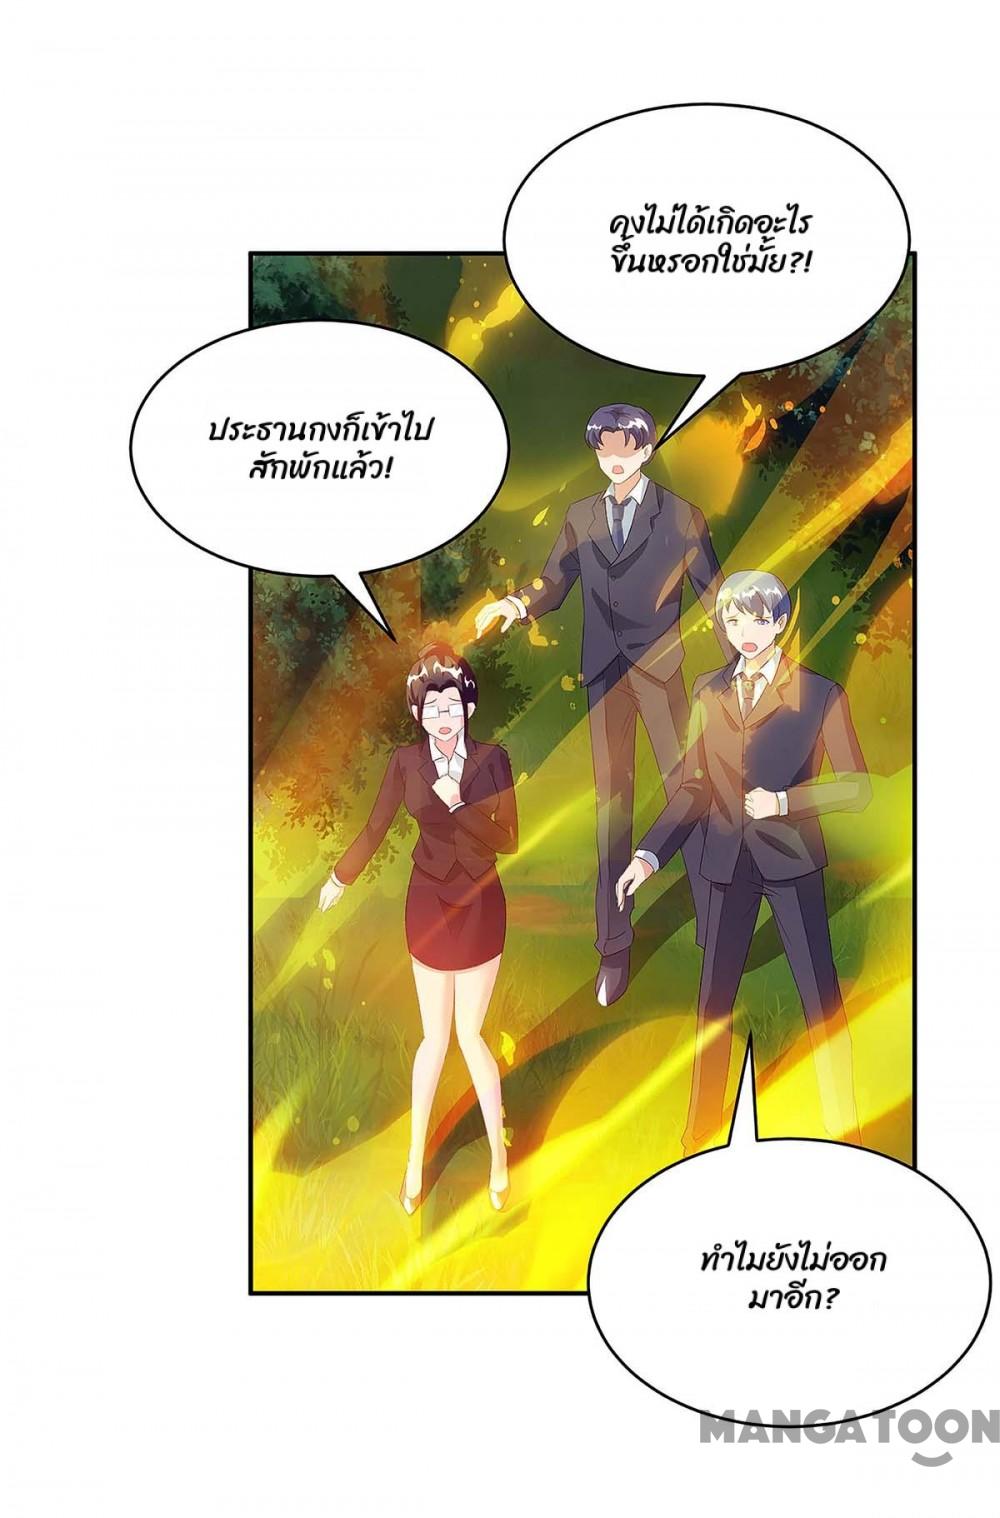 คงไม่ได้เกิดอะไร
ขึ้นหรอกใช่มั้ย?!
ประธานกงก็เข้าไป
สักพักแล้ว!
ทำไมยังไม่ออก
มาอีก?
MANGATOON